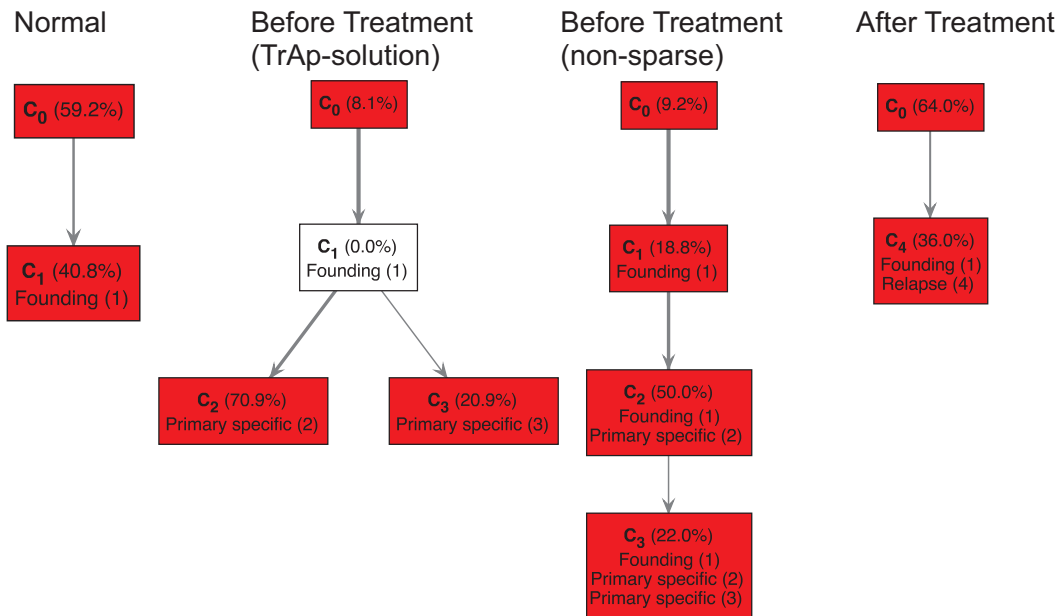 Normal
C0 (59.2%)
C1 (40.8%)
Founding (1)
Before Treatment
(TrAp-solution)
C0 (8.1%)
C1 (0.0%)
Founding (1)
C2 (70.9%)
Primary specific (2)
C3 (20.9%)
Primary specific (3)
Before Treatment
(non-sparse)
C0 (9.2%)
C1 (18.8%)
Founding (1)
C2 (50.0%)
Founding (1)
Primary specific (2)
C3 (22.0%)
Founding (1)
Primary specific (2)
Primary specific (3)
After Treatment
C0 (64.0%)
C4 (36.0%)
Founding (1)
Relapse (4)